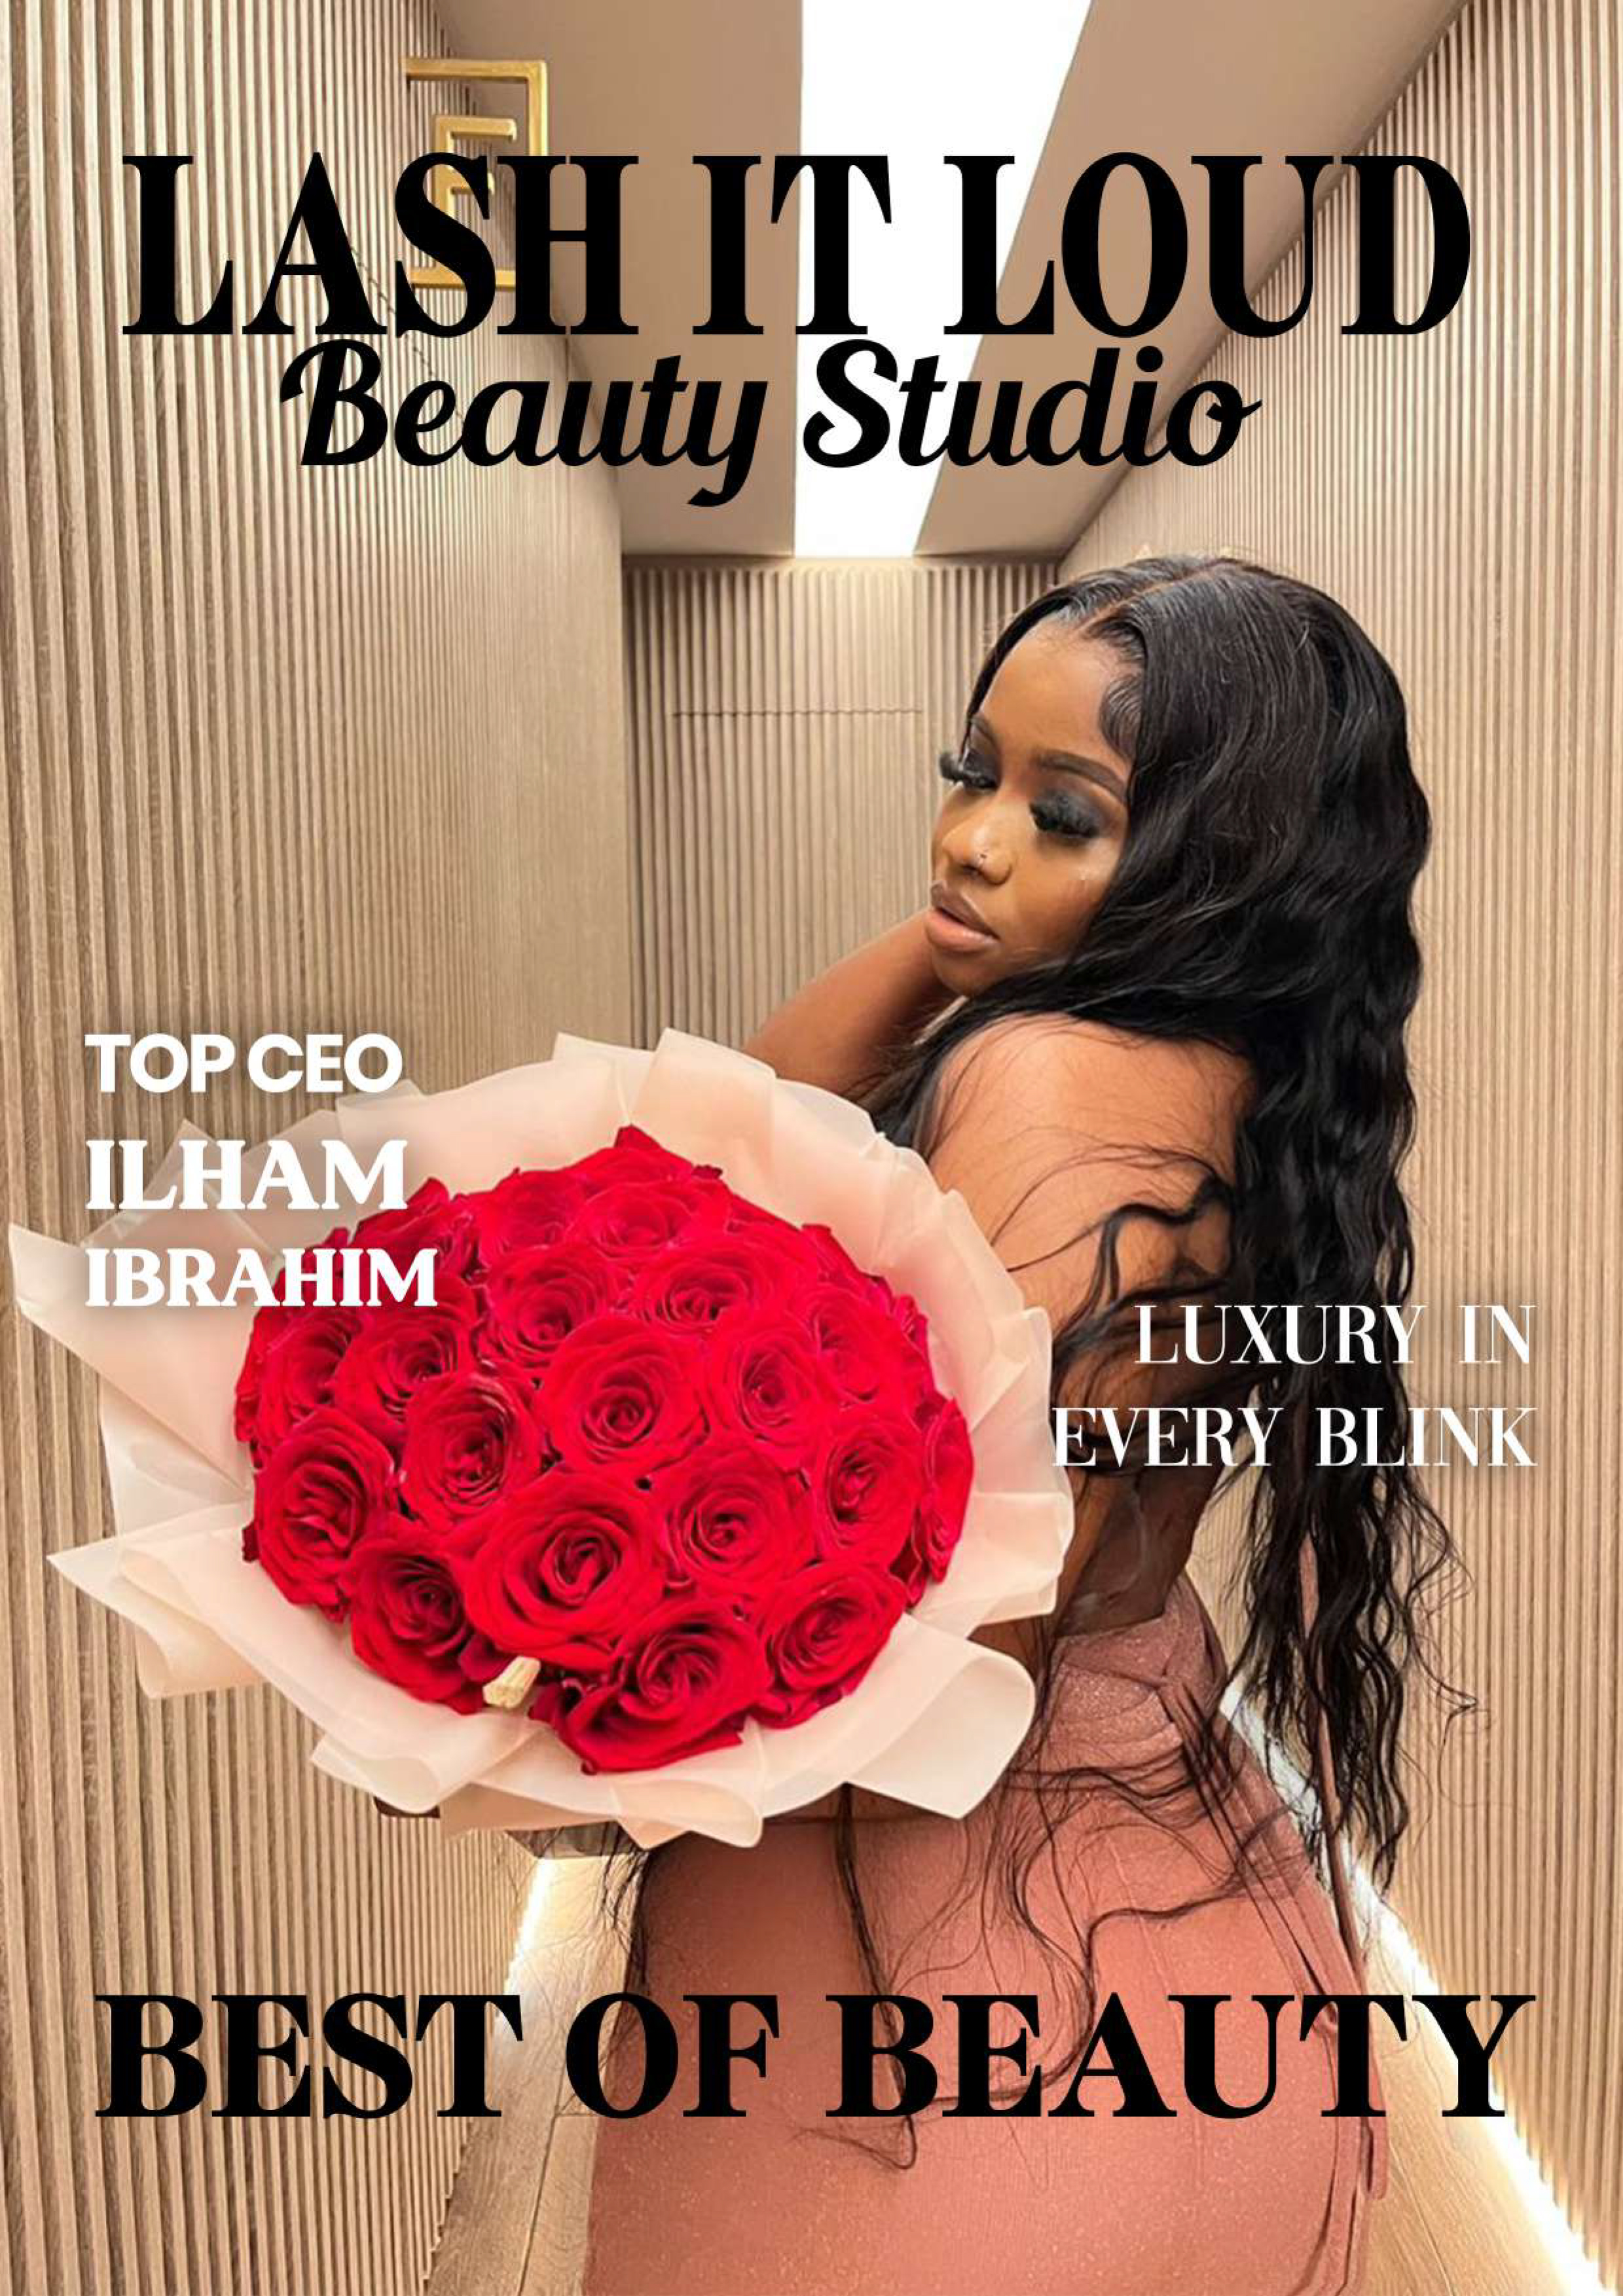 LASH IT LOUD
Beauty Studio
TOP CEO
ILHAM
IBRAHIM
LUXURY IN
EVERY BLINK
BEST OF BEAUTY